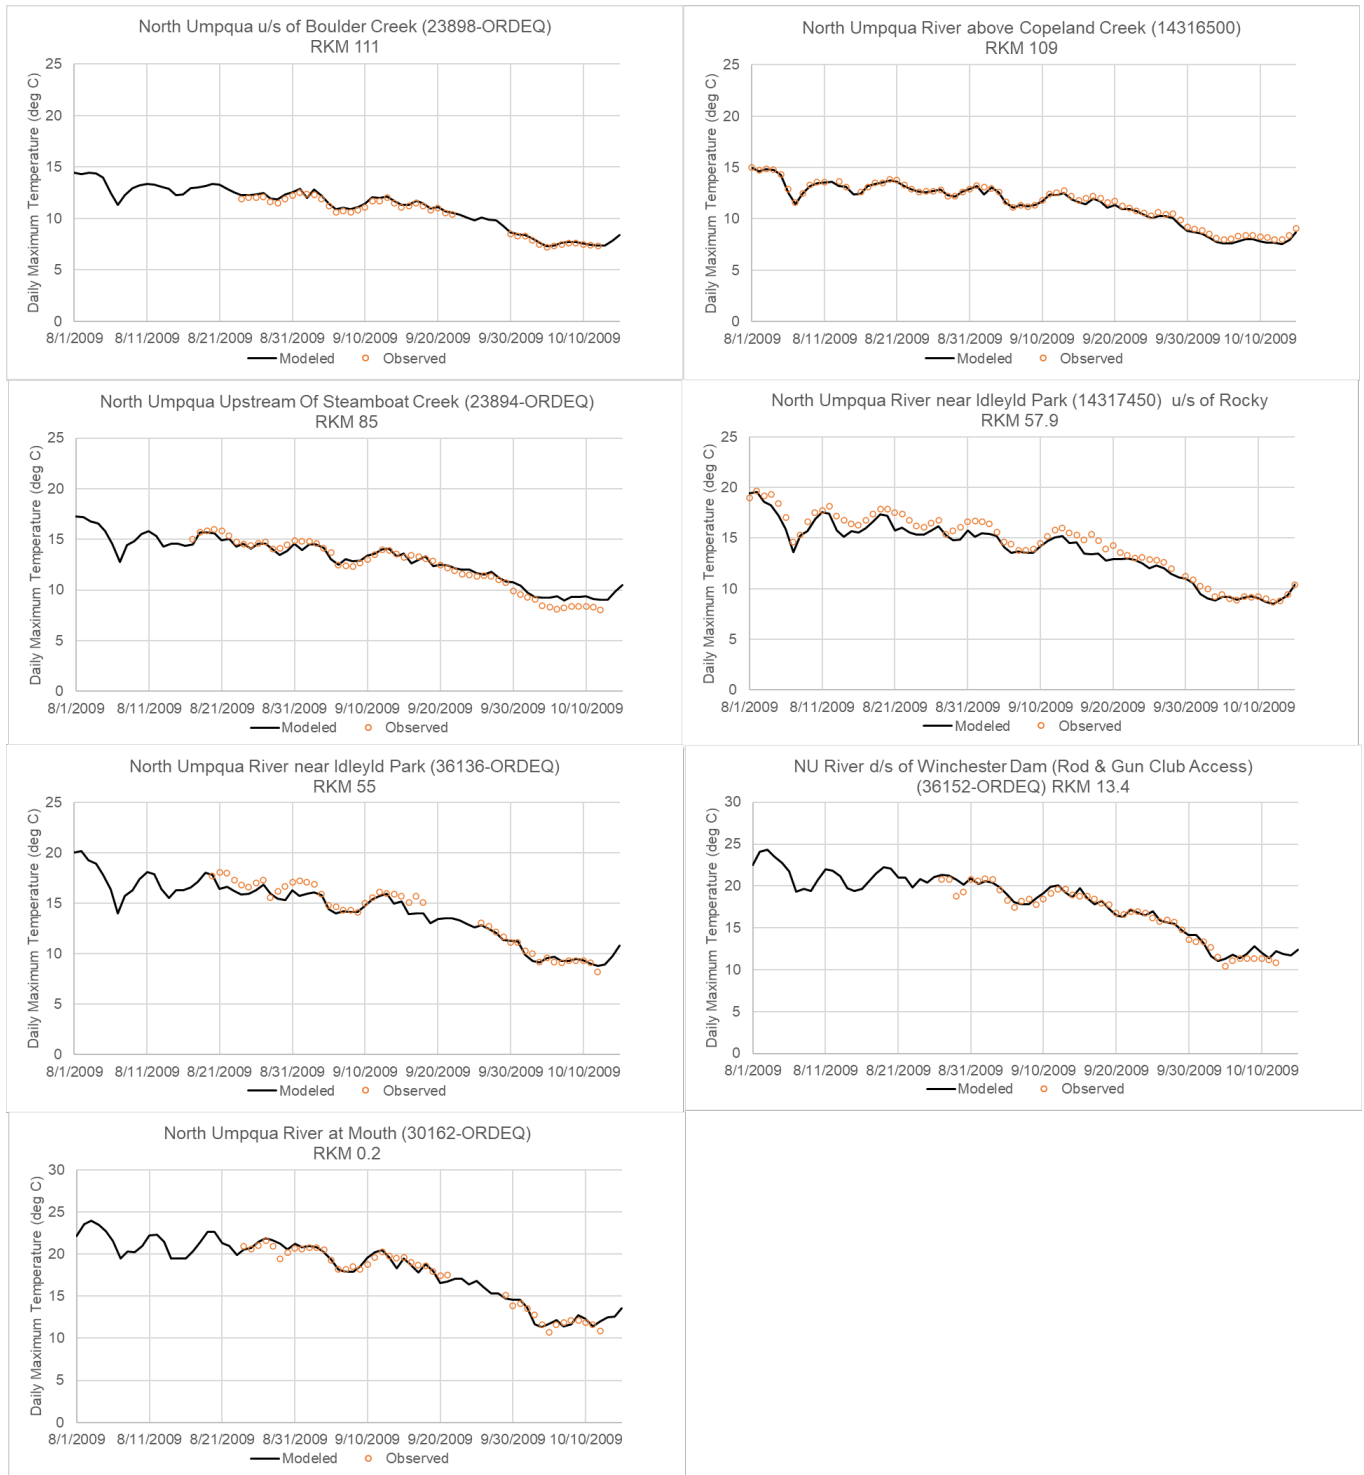 North Umpqua u/s of Boulder Creek (23898-ORDEQ)
RKM 111
Daily Maximum Temperature (deg C)
25
20
15
10
5
0
8/1/2009 8/11/2009 8/21/2009 8/31/2009 9/10/2009 9/20/2009 9/30/2009 10/10/2009
Modeled Observed
North Umpqua River above Copeland Creek (14316500)
RKM 109
Daily Maximum Temperature (deg C)
25
20
15
10
5
0
8/1/2009 8/11/2009 8/21/2009 8/31/2009 9/10/2009 9/20/2009 9/30/2009 10/10/2009
Modeled Observed
North Umpqua Upstream Of Steamboat Creek (23894-ORDEQ)
RKM 85
Daily Maximum Temperature (deg C)
25
20
15
10
5
0
8/1/2009 8/11/2009 8/21/2009 8/31/2009 9/10/2009 9/20/2009 9/30/2009 10/10/2009
Modeled Observed
North Umpqua River near Idleyld Park (14317450) u/s of Rocky
RKM 57.9
Daily Maximum Temperature (deg C)
25
20
15
10
5
0
8/1/2009 8/11/2009 8/21/2009 8/31/2009 9/10/2009 9/20/2009 9/30/2009 10/10/2009
Modeled Observed
North Umpqua River near Idleyld Park (36136-ORDEQ)
RKM 55
Daily Maximum Temperature (deg C)
25
20
15
10
5
0
8/1/2009 8/11/2009 8/21/2009 8/31/2009 9/10/2009 9/20/2009 9/30/2009 10/10/2009
Modeled Observed
NU River d/s of Winchester Dam (Rod & Gun Club Access)
(36152-ORDEQ) RKM 13.4
Daily Maximum Temperature (deg C)
30
25
20
15
10
5
0
8/1/2009 8/11/2009 8/21/2009 8/31/2009 9/10/2009 9/20/2009 9/30/2009 10/10/2009
Modeled Observed
North Umpqua River at Mouth (30162-ORDEQ)
RKM 0.2
Daily Maximum Temperature (deg C)
30
25
20
15
10
5
0
8/1/2009 8/11/2009 8/21/2009 8/31/2009 9/10/2009 9/20/2009 9/30/2009 10/10/2009
Modeled Observed